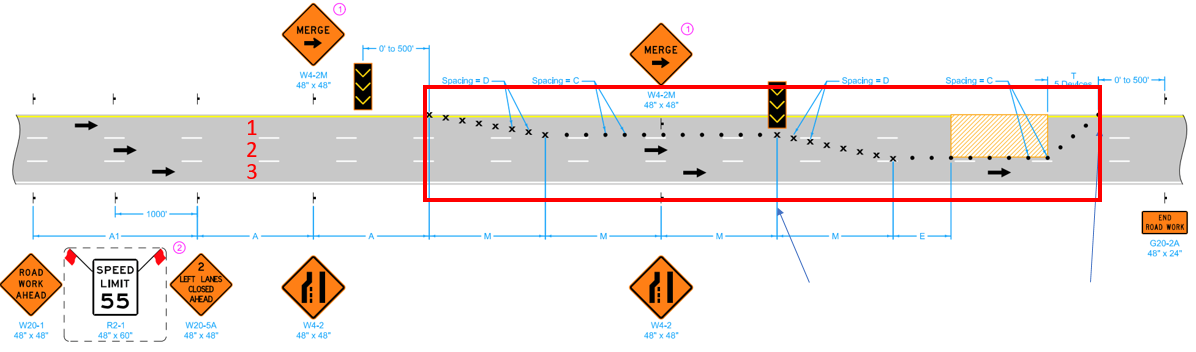 1
MERGE
W4-2M
48" x 48"
0' to 500'
Spacing = D
Spacing = C
1
MERGE
W4-2M
48" x 48"
Spacing = D
Spacing = C
T
5 Devices
0' to 500'
1
2
3
1000'
A1
A
A
M
M
M
M
E
ROAD
WORK
AHEAD
W20-1
48" x 48"
2
SPEED
LIMIT
55
R2-1
48" x 60"
2
LEFT LANES
CLOSED
AHEAD
W20-5A
48" x 48"
W4-2
48" x 48"
W4-2
48" x 48"
END
ROAD WORK
G20-2A
48" x 24"